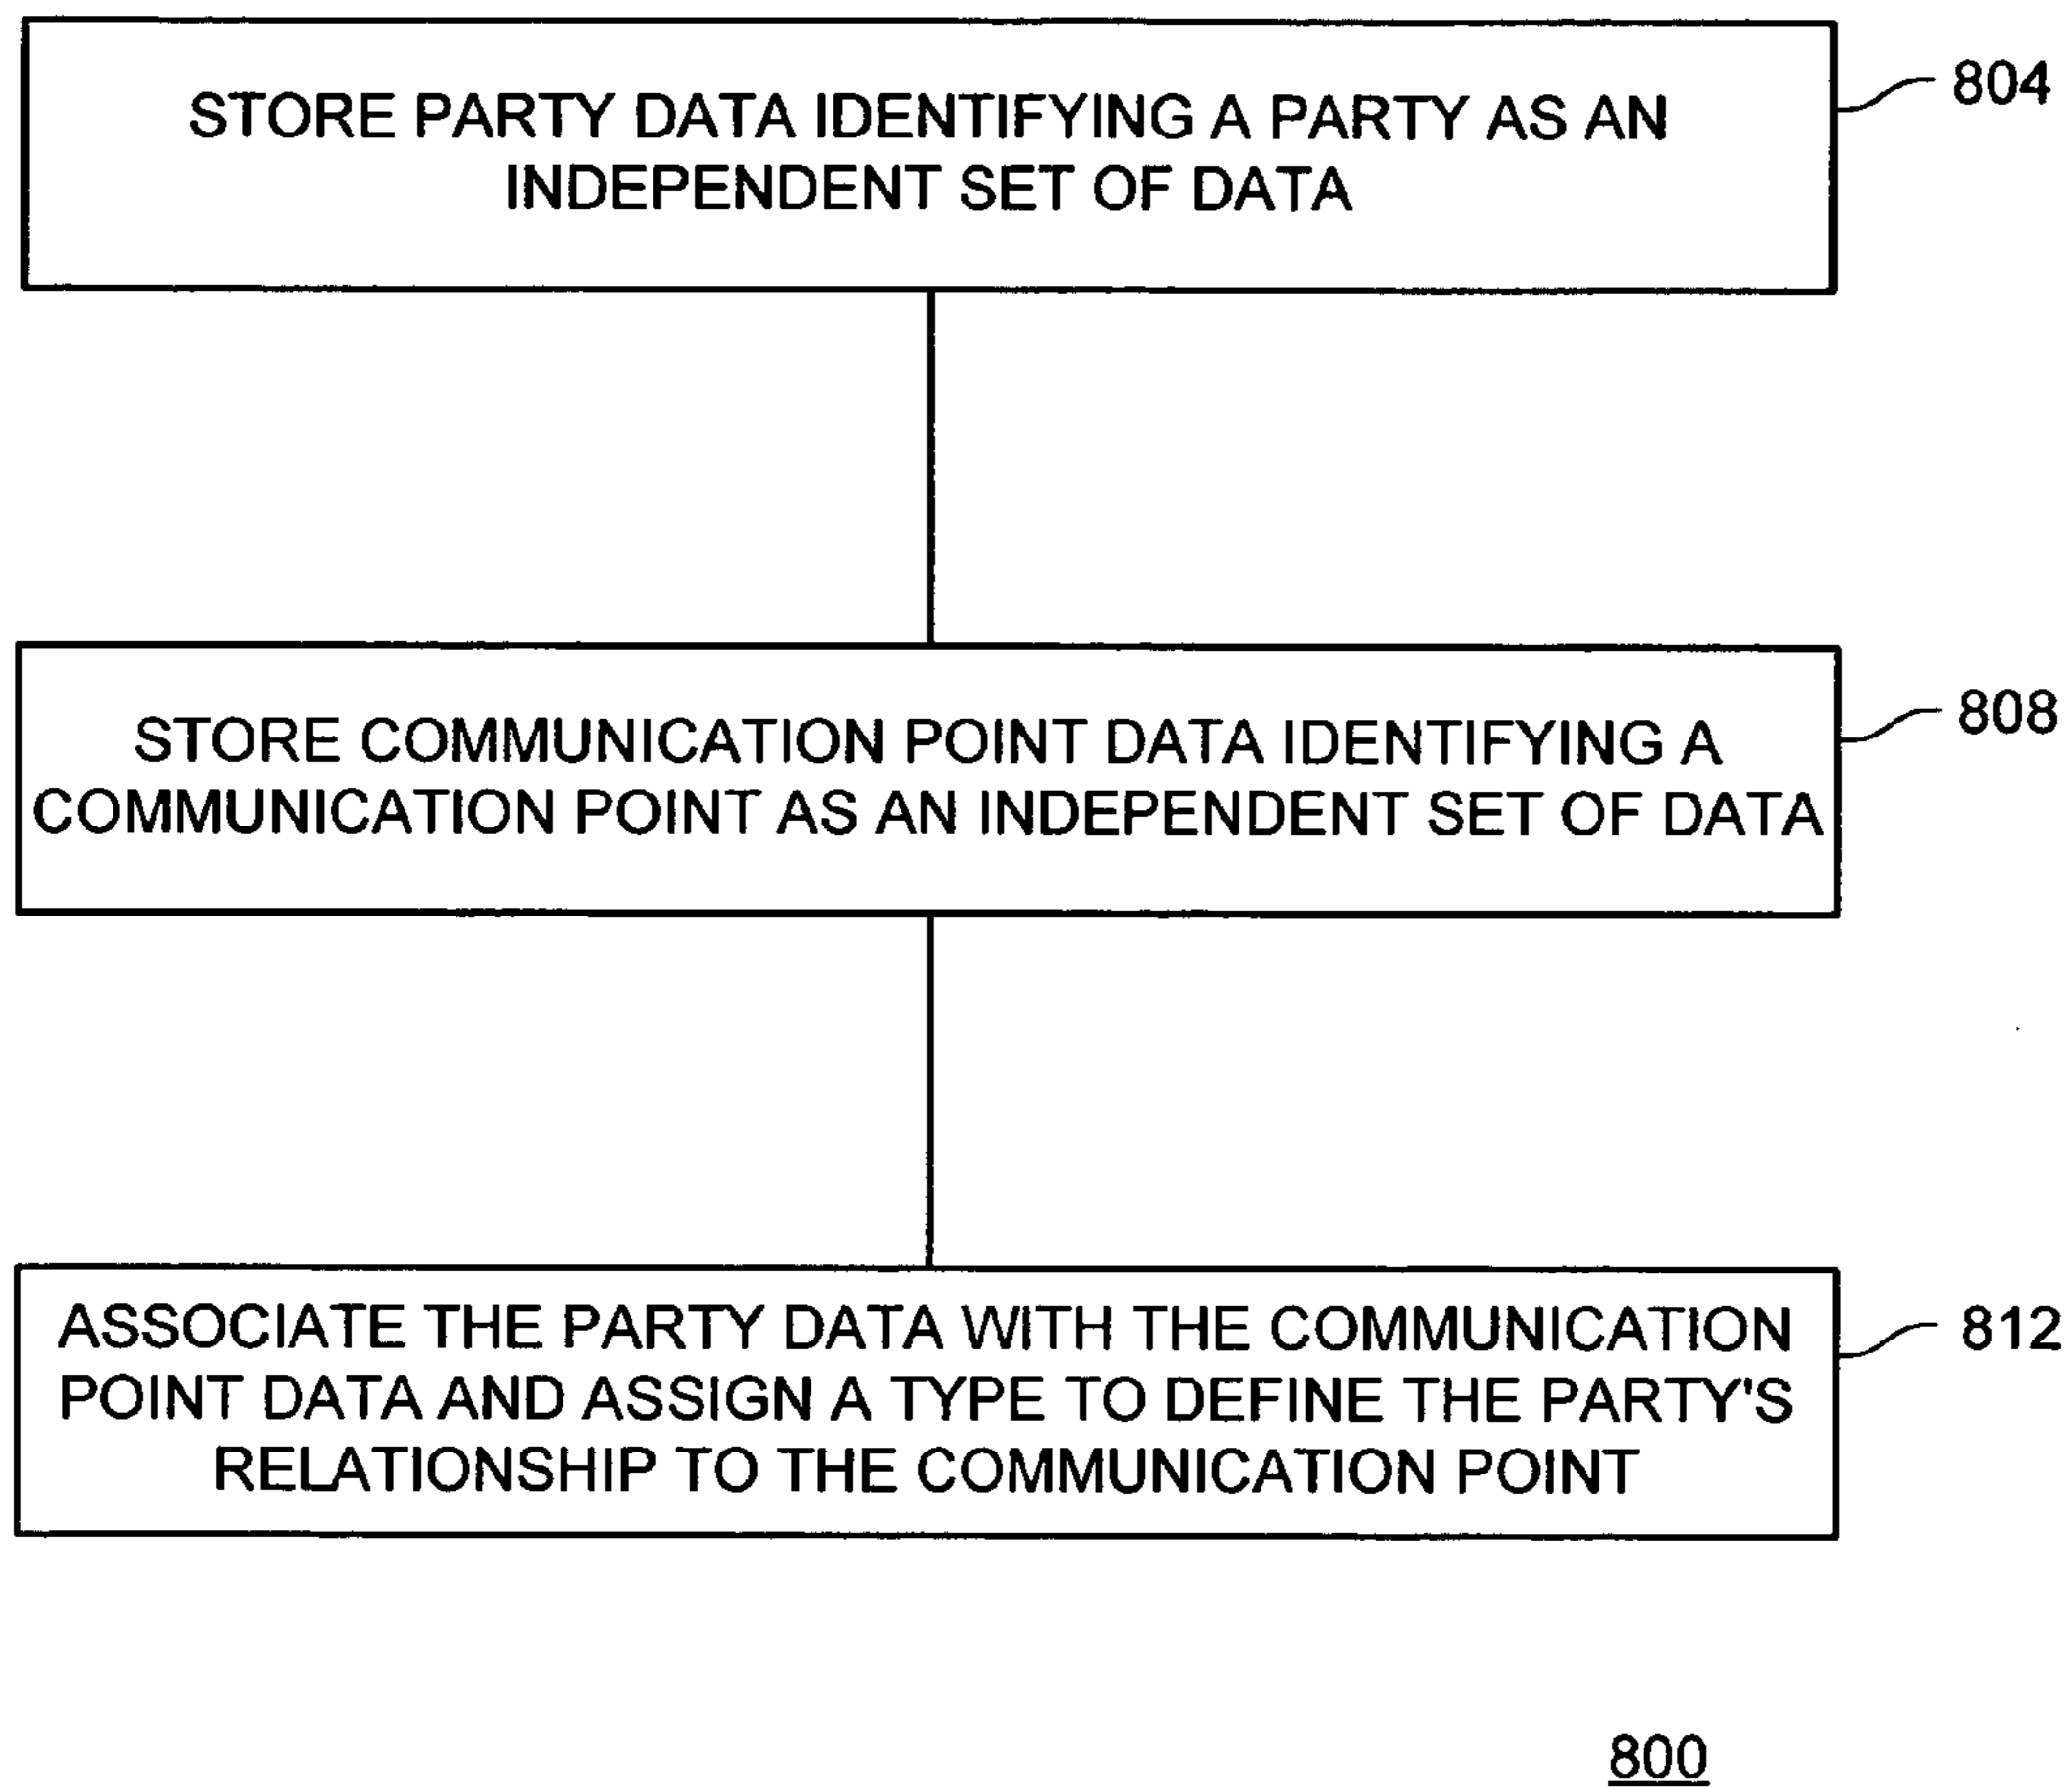 STORE PARTY DATA IDENTIFYING A PARTY AS AN
INDEPENDENT SET OF DATA
804
STORE COMMUNICATION POINT DATA IDENTIFYING A
COMMUNICATION POINT AS AN INDEPENDENT SET OF DATA
808
ASSOCIATE THE PARTY DATA WITH THE COMMUNICATION
POINT DATA AND ASSIGN A TYPE TO DEFINE THE PARTY'S
RELATIONSHIP TO THE COMMUNICATION POINT
812
800